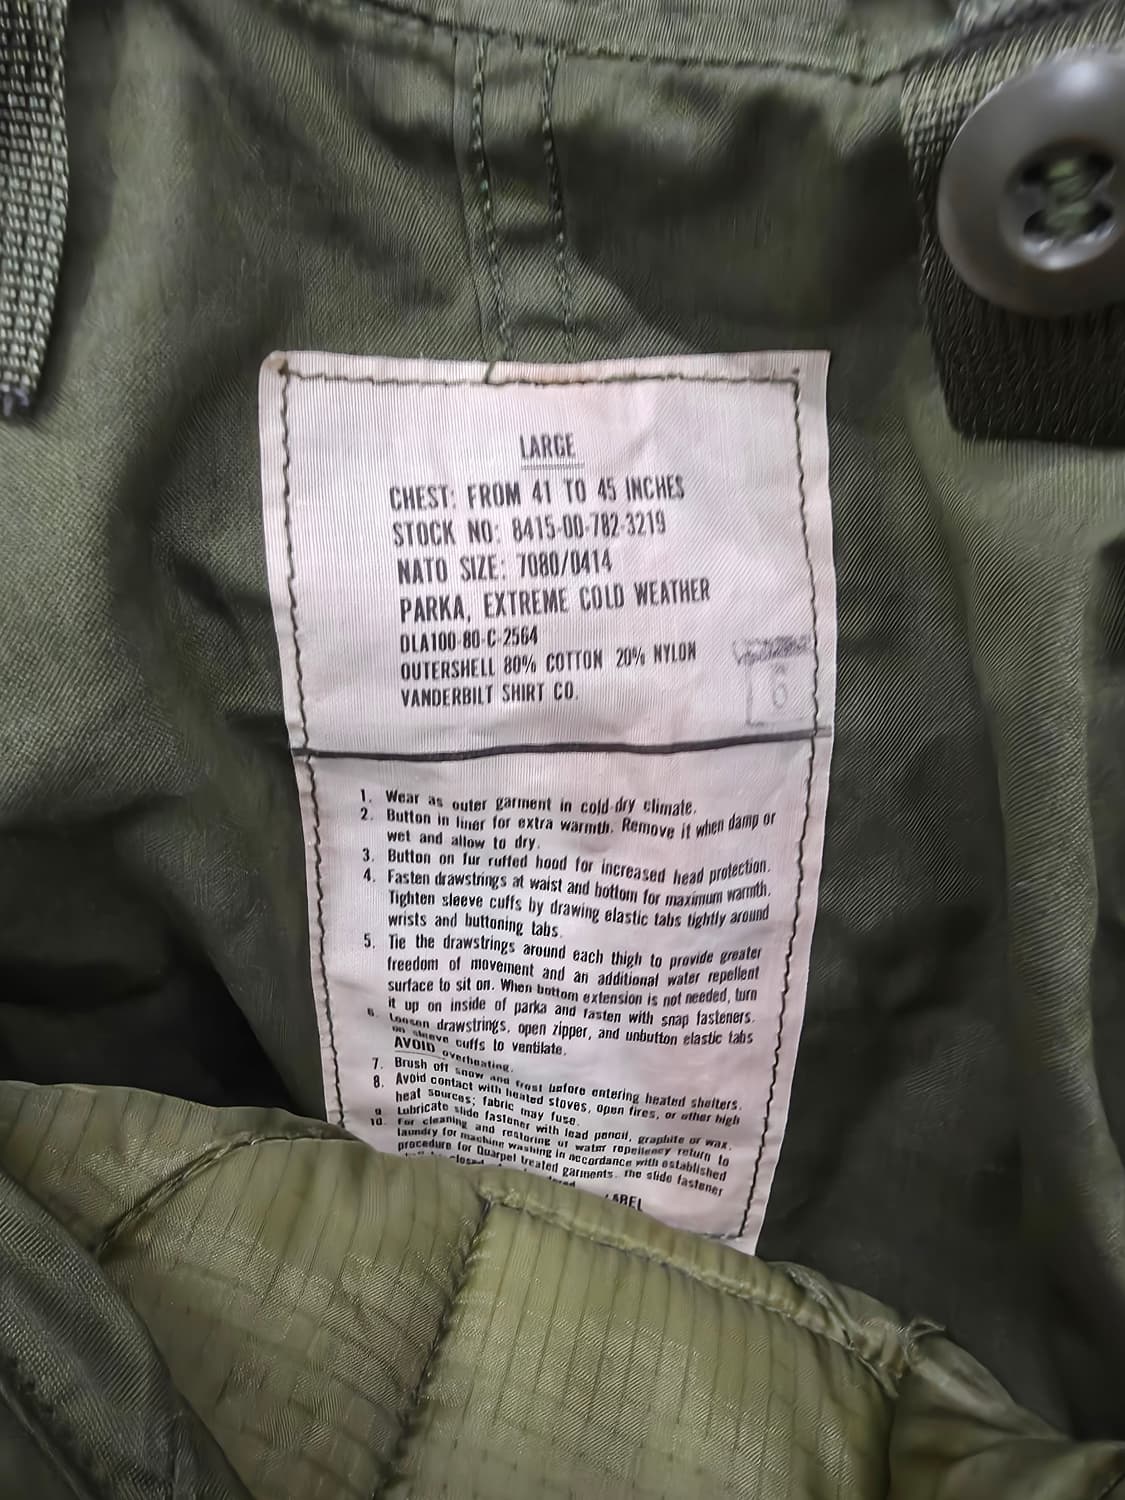 LARGE
CHEST: FROM 41 TO 45 INCHES
STOCK NO: 8415-00-782-3219
NATO SIZE: 7080/0414
PARKA, EXTREME COLD WEATHER
DLA100-80-C-2564
OUTERSHELL 80% COTTON 20% NYLON
VANDERBILT SHIRT CO.
6
1. Wear as outer garment in cold-dry climate.
2. Button in liner for extra warmth. Remove it when damp or
wet and allow to dry.
3. Button on fur ruffed hood for increased head protection.
4. Fasten drawstrings at waist and bottom for maximum warmth.
Tighten sleeve cuffs by drawing elastic tabs tightly around
wrists and buttoning tabs.
5. Tie the drawstrings around each thigh to provide greater
freedom of movement and an additional water repellent
surface to sit on. When bottom extension is not needed, turn
it up on inside of parka and fasten with snap fasteners.
6. Loosen drawstrings, open zipper, and unbutton elastic tabs
on sleeve cuffs to ventilate.
AVOID overheating.
7. Brush off snow and frost before entering heated shelters.
8. Avoid contact with heated stoves, open fires, or other high
heat sources; fabric may fuse.
9. Lubricate slide fastener with lead pencil, graphite or wax.
10. For cleaning and restoring of water repellency return to
laundry for machine washing in accordance with established
procedure for Quarpel treated garments. The slide fastener
closed
LABEL